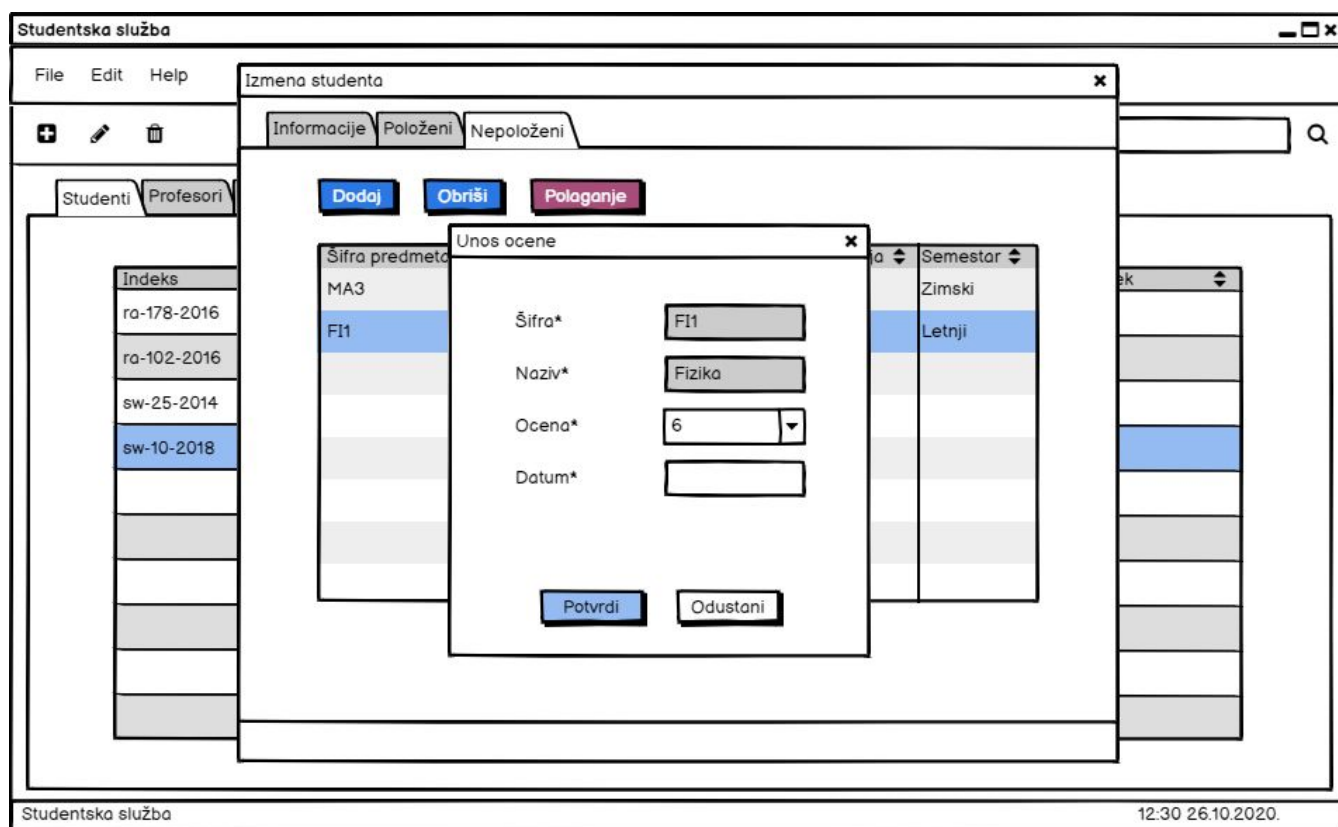 Studentska služba
File Edit Help
Izmena studenta
Informacije Položeni Nepoloženi
Studenti Profesori
Dodaj Obriši Polaganje
Unos ocene
Šifra predmeta
Semestar
Indeks
MA3 Zimski
ra-178-2016
Šifra* FI1
FI1 Letnji
ra-102-2016
Naziv* Fizika
sw-25-2014
Ocena* 6
sw-10-2018
Datum*
Potvrdi Odustani
Studentska služba 12:30 26.10.2020.